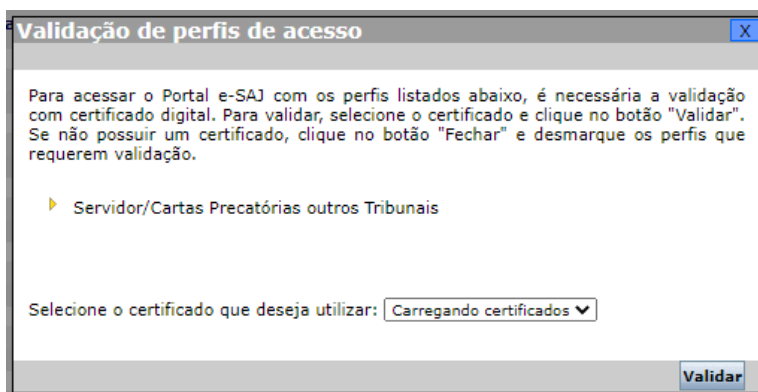 Validação de perfis de acesso
X
Para acessar o Portal e-SAJ com os perfis listados abaixo, é necessária a validação
com certificado digital. Para validar, selecione o certificado e clique no botão "Validar".
Se não possuir um certificado, clique no botão "Fechar" e desmarque os perfis que
requerem validação.
Servidor/Cartas Precatórias outros Tribunais
Selecione o certificado que deseja utilizar: Carregando certificados
Validar